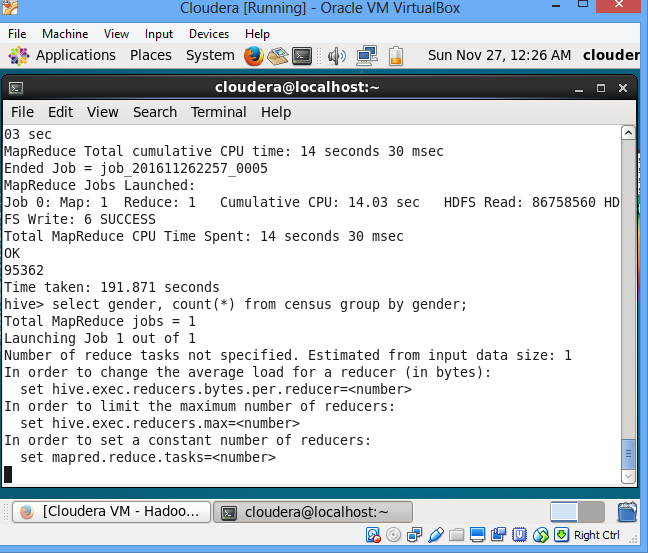 Cloudera [Running] - Oracle VM VirtualBox
File Machine View Input Devices Help
Applications Places System Sun Nov 27, 12:26 AM clouder
cloudera@localhost:~
File Edit View Search Terminal Help
03 sec
MapReduce Total cumulative CPU time: 14 seconds 30 msec
Ended Job = job_201611262257_0005
MapReduce Jobs Launched:
Job 0: Map: 1  Reduce: 1   Cumulative CPU: 14.03 sec   HDFS Read: 86758560 HD
FS Write: 6 SUCCESS
Total MapReduce CPU Time Spent: 14 seconds 30 msec
OK
95362
Time taken: 191.871 seconds
hive> select gender, count(*) from census group by gender;
Total MapReduce jobs = 1
Launching Job 1 out of 1
Number of reduce tasks not specified. Estimated from input data size: 1
In order to change the average load for a reducer (in bytes):
  set hive.exec.reducers.bytes.per.reducer=<number>
In order to limit the maximum number of reducers:
  set hive.exec.reducers.max=<number>
In order to set a constant number of reducers:
  set mapred.reduce.tasks=<number>
[Cloudera VM - Hadoo... cloudera@localhost:~
Right Ctrl